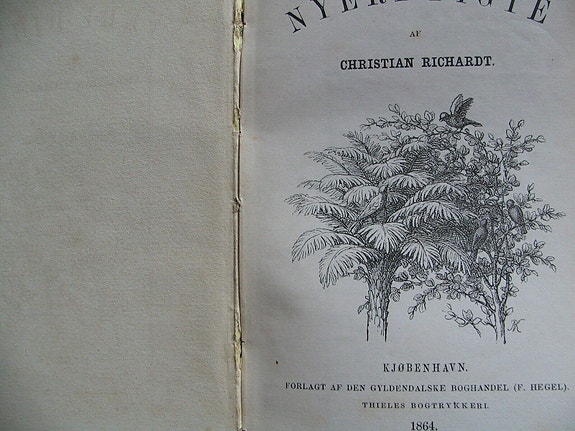 AF
CHRISTIAN RICHARDT.
K
KJØBENHAVN.
FORLAGT AF DEN GYLDENDALSKE BOGHANDEL (F. HEGEL).
THIELES BOGTRYKKERI.
1864.